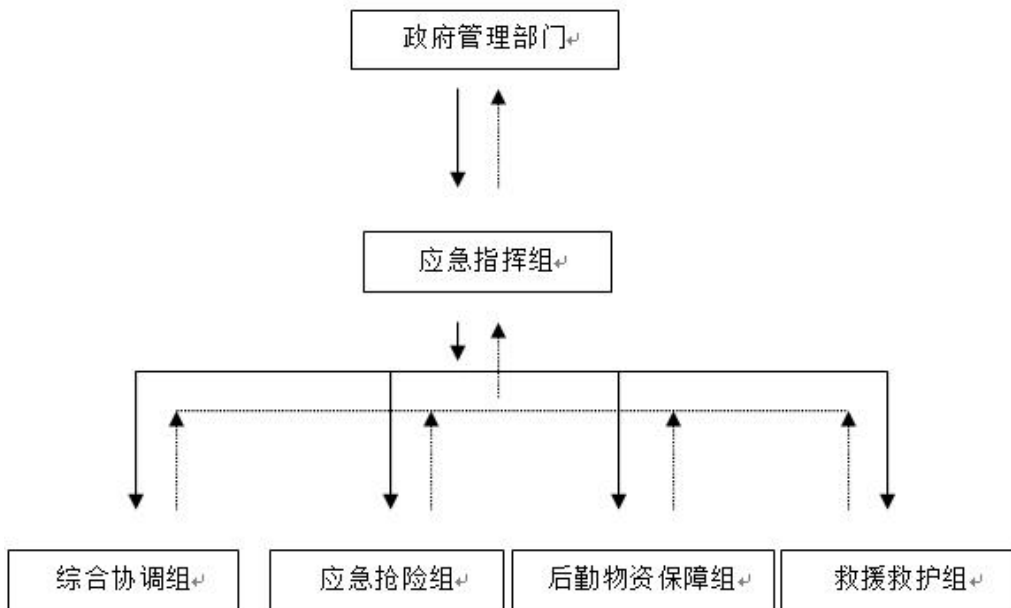 政府管理部门↵
应急指挥组↵
综合协调组↵
应急抢险组↵
后勤物资保障组↵
救援救护组↵